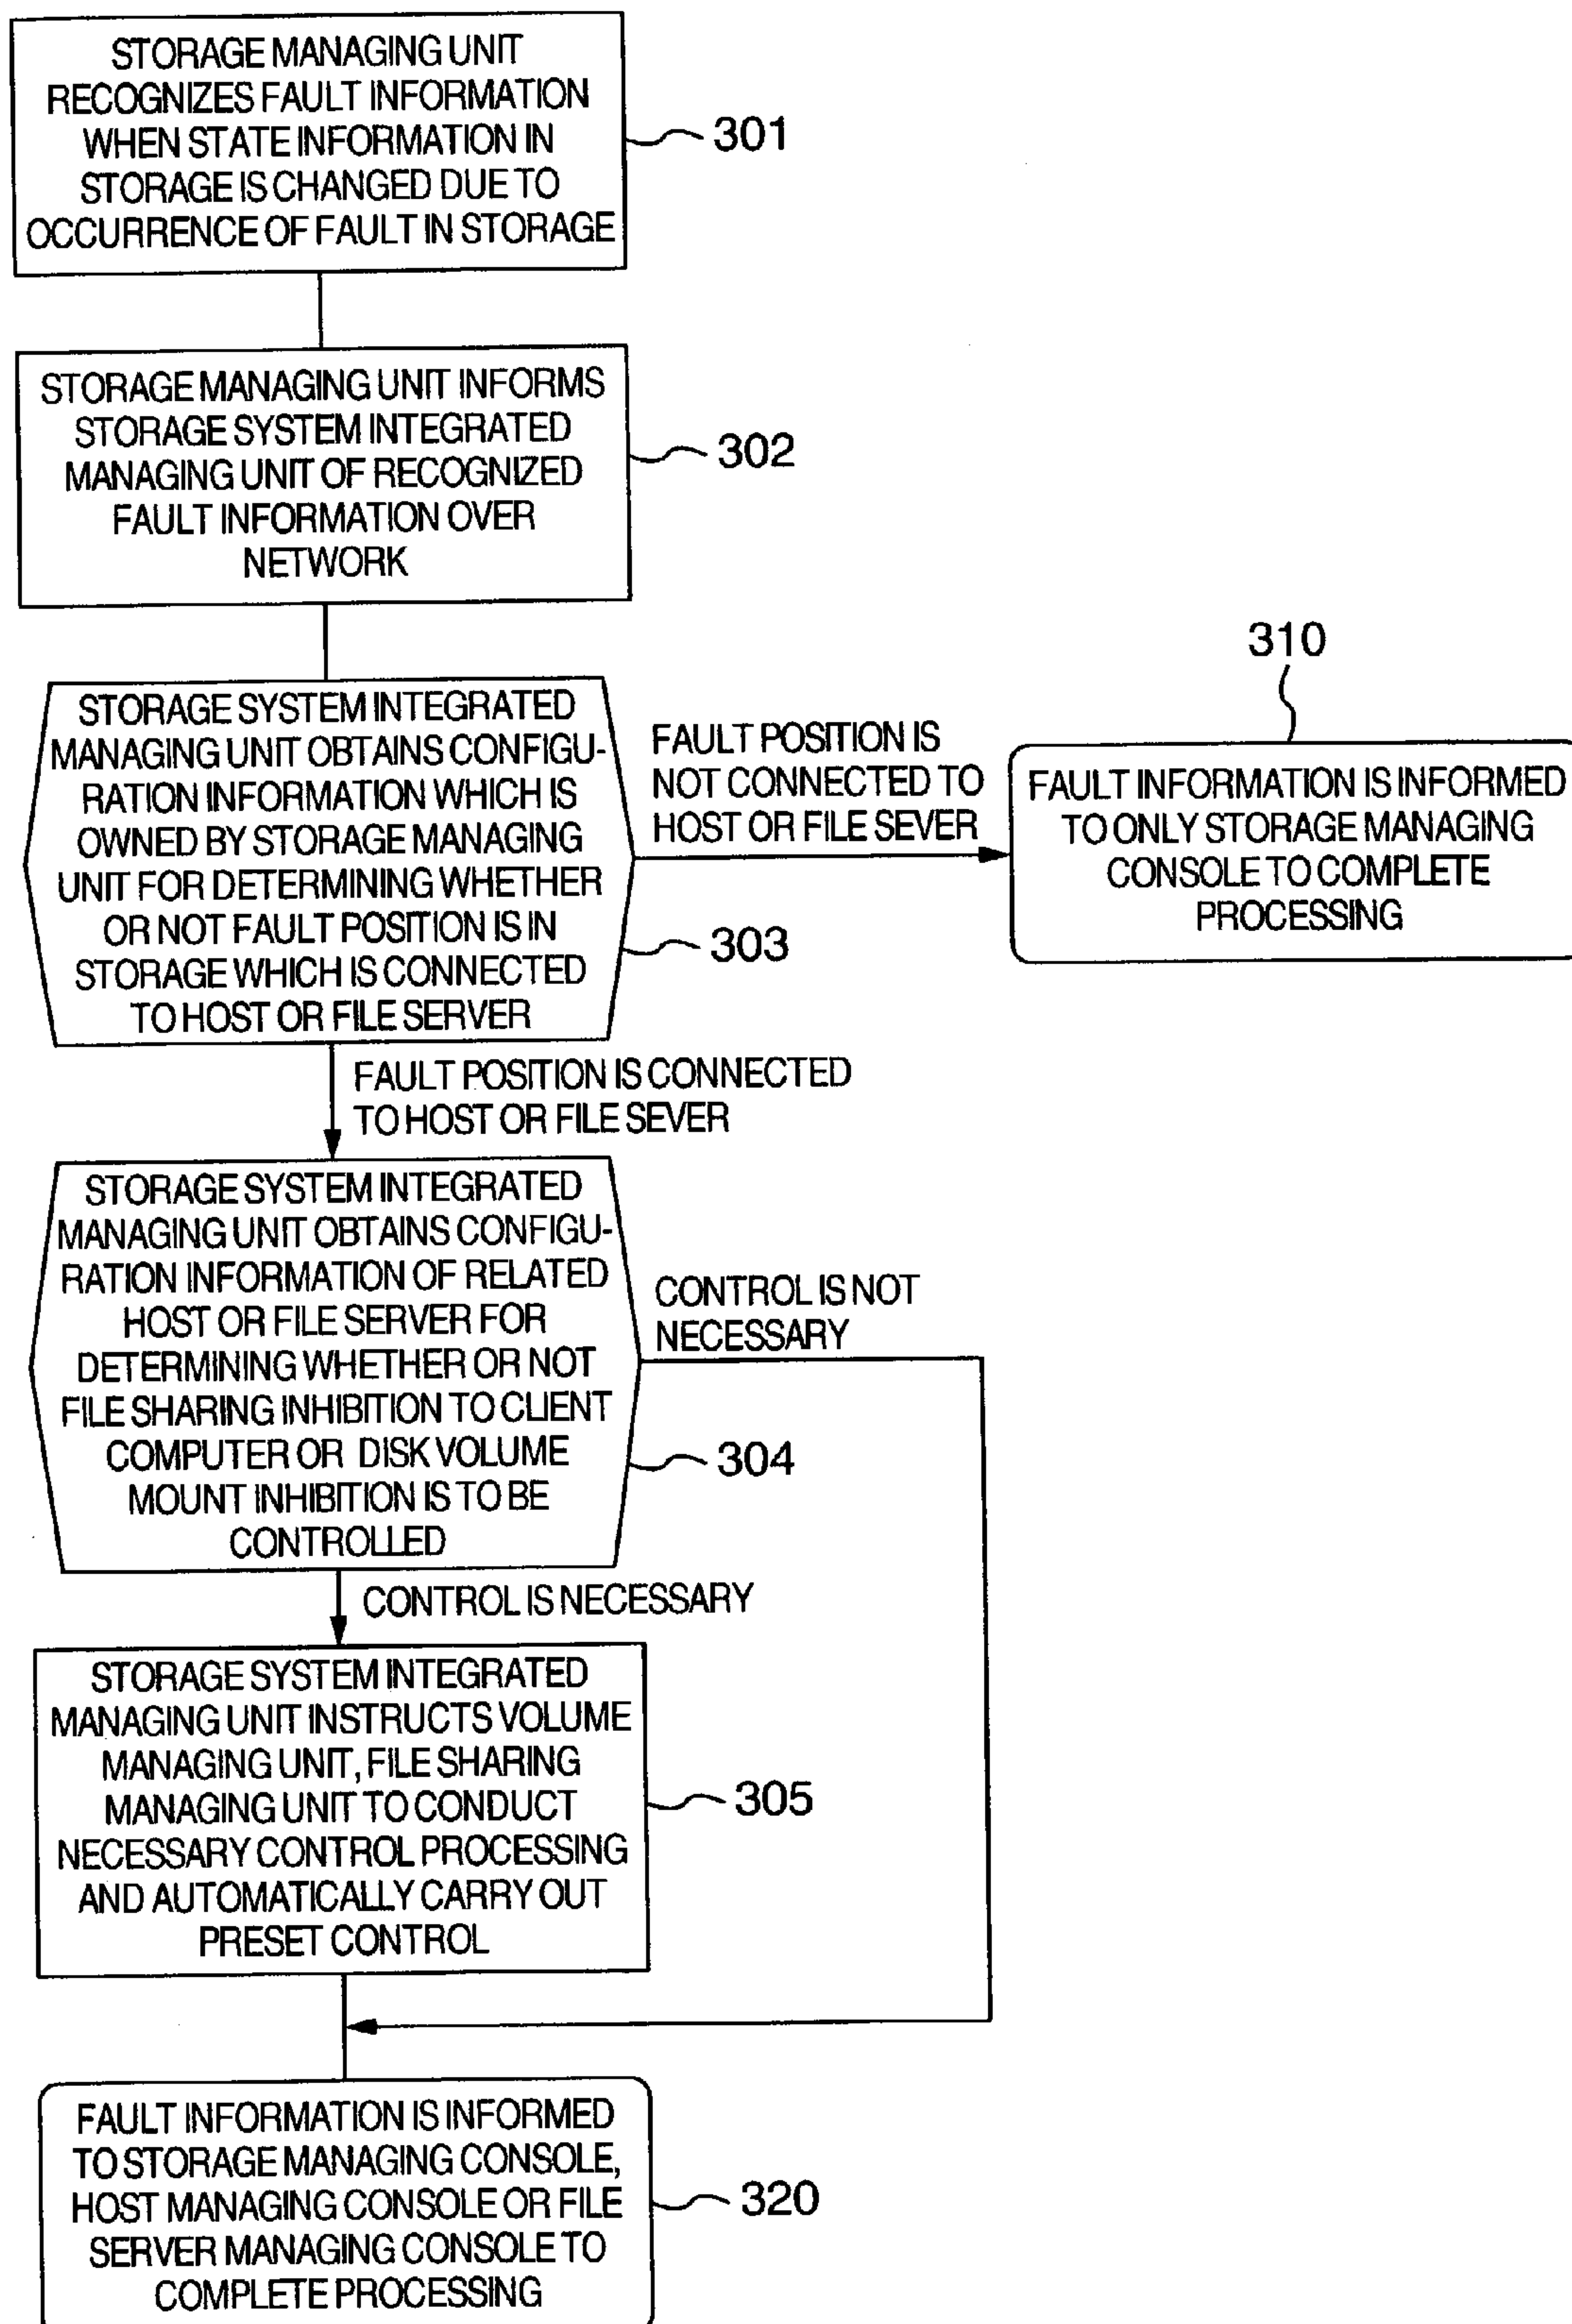 STORAGE MANAGING UNIT
RECOGNIZES FAULT INFORMATION
WHEN STATE INFORMATION IN
STORAGE IS CHANGED DUE TO
OCCURRENCE OF FAULT IN STORAGE
301
STORAGE MANAGING UNIT INFORMS
STORAGE SYSTEM INTEGRATED
MANAGING UNIT OF RECOGNIZED
FAULT INFORMATION OVER
NETWORK
302
STORAGE SYSTEM INTEGRATED
MANAGING UNIT OBTAINS CONFIGU-
RATION INFORMATION WHICH IS
OWNED BY STORAGE MANAGING
UNIT FOR DETERMINING WHETHER
OR NOT FAULT POSITION IS IN
STORAGE WHICH IS CONNECTED
TO HOST OR FILE SERVER
303
FAULT POSITION IS
NOT CONNECTED TO
HOST OR FILE SEVER
310
FAULT INFORMATION IS INFORMED
TO ONLY STORAGE MANAGING
CONSOLE TO COMPLETE
PROCESSING
FAULT POSITION IS CONNECTED
TO HOST OR FILE SEVER
STORAGE SYSTEM INTEGRATED
MANAGING UNIT OBTAINS CONFIGU-
RATION INFORMATION OF RELATED
HOST OR FILE SERVER FOR
DETERMINING WHETHER OR NOT
FILE SHARING INHIBITION TO CLIENT
COMPUTER OR DISK VOLUME
MOUNT INHIBITION IS TO BE
CONTROLLED
304
CONTROL IS NOT
NECESSARY
CONTROL IS NECESSARY
STORAGE SYSTEM INTEGRATED
MANAGING UNIT INSTRUCTS VOLUME
MANAGING UNIT, FILE SHARING
MANAGING UNIT TO CONDUCT
NECESSARY CONTROL PROCESSING
AND AUTOMATICALLY CARRY OUT
PRESET CONTROL
305
FAULT INFORMATION IS INFORMED
TO STORAGE MANAGING CONSOLE,
HOST MANAGING CONSOLE OR FILE
SERVER MANAGING CONSOLE TO
COMPLETE PROCESSING
320